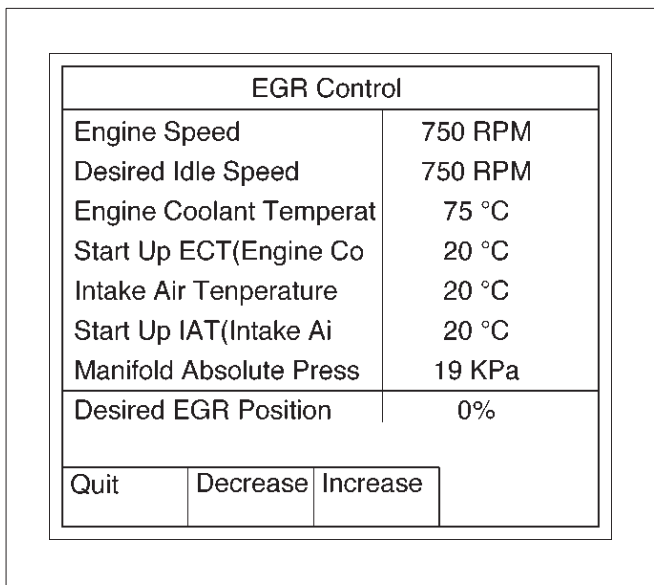 EGR Control
Engine Speed 750 RPM
Desired Idle Speed 750 RPM
Engine Coolant Temperat 75 °C
Start Up ECT(Engine Co 20 °C
Intake Air Tenperature 20 °C
Start Up IAT(Intake Ai 20 °C
Manifold Absolute Press 19 KPa
Desired EGR Position 0%
Quit Decrease Increase